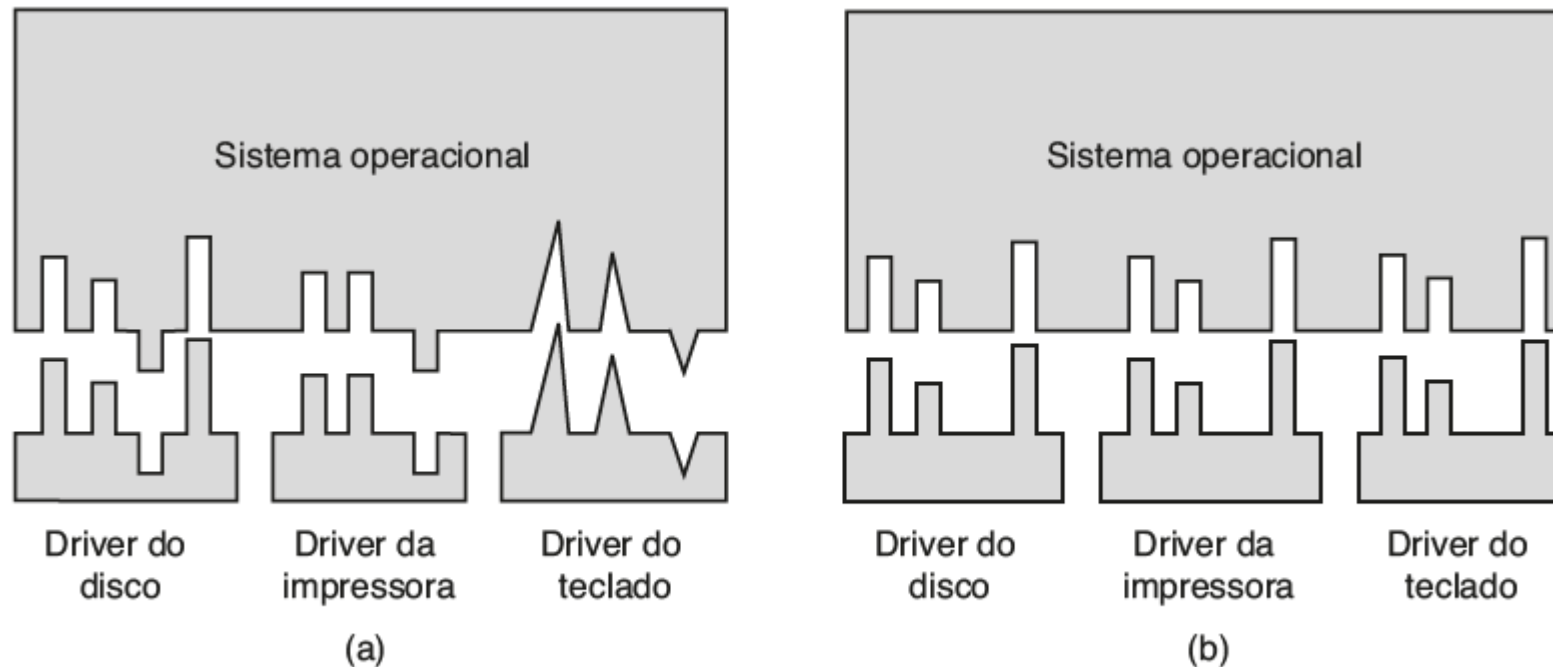 Sistema operacional
Driver do
disco
Driver da
impressora
Driver do
teclado
(a)
Sistema operacional
Driver do
disco
Driver da
impressora
Driver do
teclado
(b)